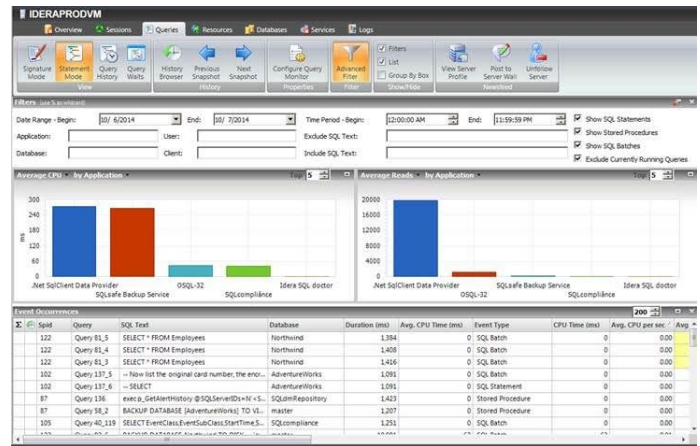 IDERAPRODVM
Overview Sessions Queries Resources Databases Services Logs
Signature Mode Statement Mode Query History Query Waits History Browser Previous Snapshot Next Snapshot Configure Query Monitor Advanced Filter Filters List Group By Box View Server Profile Post to Server Wall Unfollow Server
View History Properties Filter Show/Hide Newsfeed
Filters (use % as wildcard)
Date Range - Begin: 10/ 6/2014 End: 10/ 7/2014 Time Period - Begin: 12:00:00 AM End: 11:59:59 PM Show SQL Statements
Show Stored Procedures
Application: User: Exclude SQL Text:
Show SQL Batches
Database: Client: Include SQL Text:
Exclude Currently Running Queries
Average CPU by Application Top 5
300
240
180
120
60
0
ms
.Net SqlClient Data Provider OSQL-32 Idera SQL doctor
SQLsafe Backup Service SQLcompliance
Average Reads by Application Top 5
20000
16000
12000
8000
4000
0
.Net SqlClient Data Provider SQLsafe Backup Service Idera SQL doctor
OSQL-32 SQLcompliance
Event Occurrences 200
Σ Spid Query SQL Text Database Duration (ms) Avg. CPU Time (ms) Event Type CPU Time (ms) Avg. CPU per sec Avg
122 Query 81_5 SELECT * FROM Employees Northwind 1,384 0 SQL Batch 0 0.00
122 Query 81_4 SELECT * FROM Employees Northwind 1,408 0 SQL Batch 0 0.00
122 Query 81_3 SELECT * FROM Employees Northwind 1,416 0 SQL Batch 0 0.00
102 Query 137_5 -- Now list the original card number, the encr... AdventureWorks 1,091 0 SQL Batch 0 0.00
102 Query 137_6 -- SELECT AdventureWorks 1,091 0 SQL Statement 0 0.00
87 Query 136 exec p_GetAlertHistory @SQLServerIDs=N'<S... SQLdmRepository 1,423 0 Stored Procedure 0 0.00
87 Query 58_2 BACKUP DATABASE [AdventureWorks] TO VI... master 1,207 0 Stored Procedure 0 0.00
105 Query 40_119 SELECT EventClass,EventSubClass,StartTime,S... SQLcompliance 1,251 0 SQL Batch 0 0.00